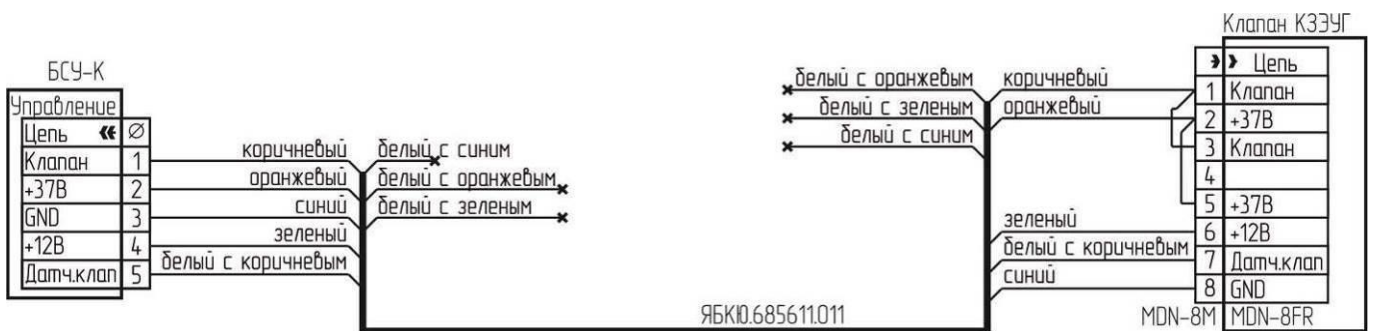 Клапан КЗЭУГ
БСУ-К
Управление
Цепь Ø
Клапан 1
+37В 2
GND 3
+12В 4
Датч.клап 5
коричневый
оранжевый
синий
зеленый
белый с коричневым
белый с синим
белый с оранжевым
белый с зеленым
ЯБКЮ.685611.011
белый с оранжевым
белый с зеленым
белый с синим
коричневый
оранжевый
зеленый
белый с коричневым
синий
Цепь
1 Клапан
2 +37В
3 Клапан
4
5 +37В
6 +12В
7 Датч.клап
8 GND
MDN-8M MDN-8FR